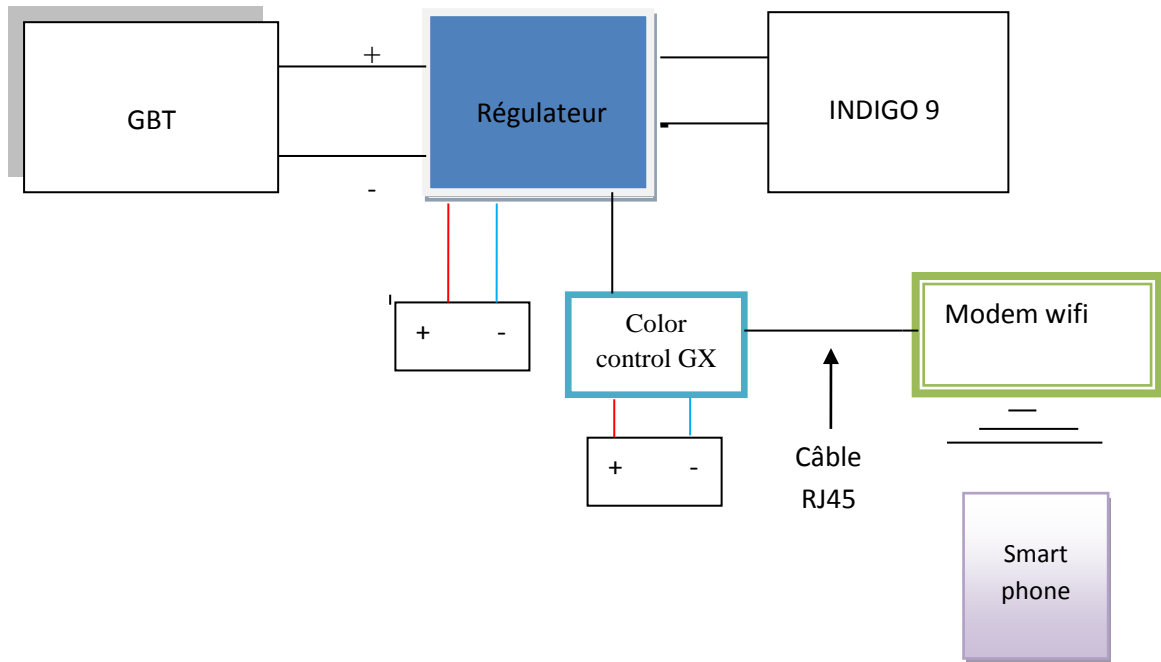 +
GBT
-
Régulateur
-
INDIGO 9
+ -
Color
control GX
+ -
Modem wifi
Câble
RJ45
Smart
phone